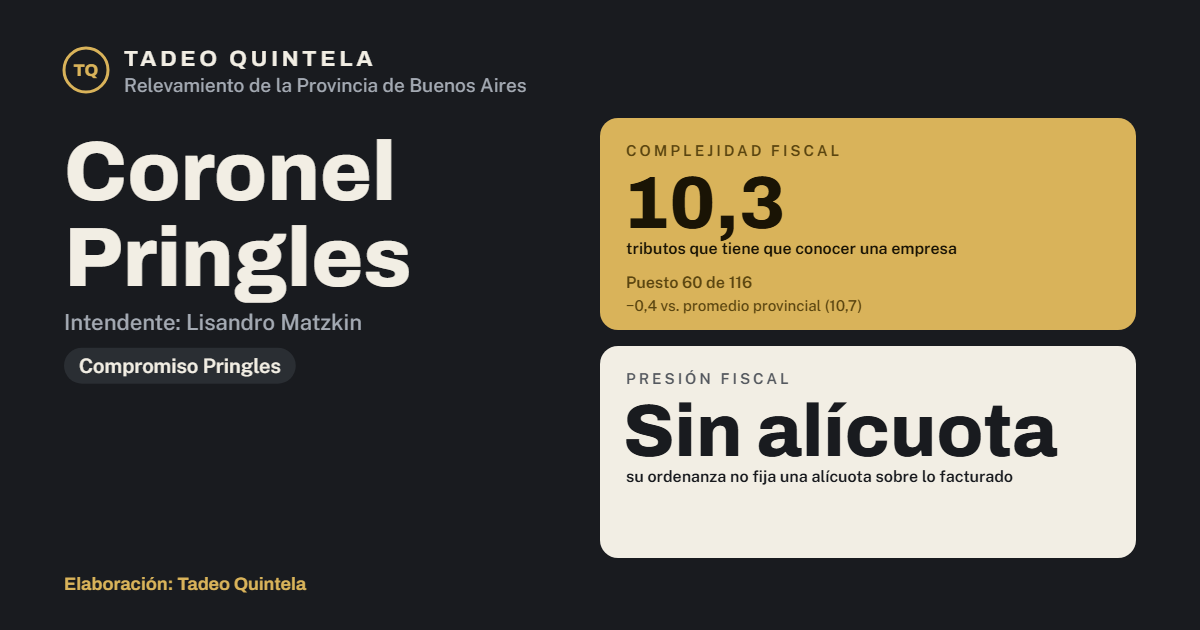 TQ
TADEO QUINTELA
Relevamiento de la Provincia de Buenos Aires
Coronel
Pringles
Intendente: Lisandro Matzkin
Compromiso Pringles
COMPLEJIDAD FISCAL
10,3
tributos que tiene que conocer una empresa
Puesto 60 de 116
−0,4 vs. promedio provincial (10,7)
PRESIÓN FISCAL
Sin alícuota
su ordenanza no fija una alícuota sobre lo facturado
Elaboración: Tadeo Quintela